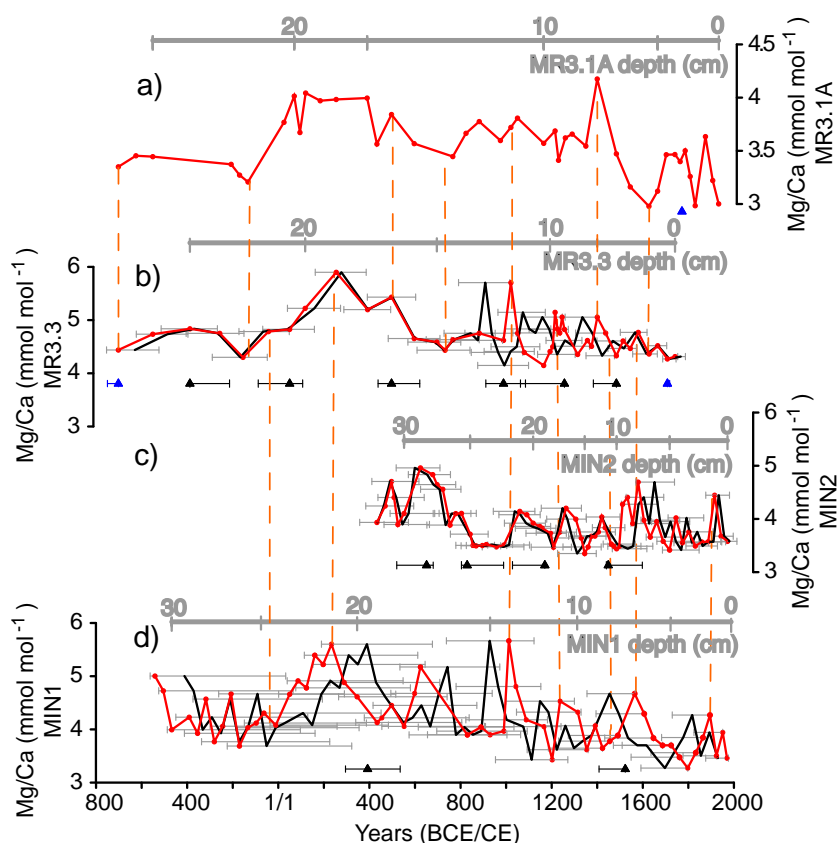 20 10 0
MR3.1A depth (cm)
a)
4.5
4
3.5
3
Mg/Ca (mmol mol -1 )
MR3.1A
20 10 0
MR3.3 depth (cm)
b)
6
5
4
3
Mg/Ca (mmol mol -1 )
MR3.3
30 20 10 0
MIN2 depth (cm)
c)
6
5
4
3
Mg/Ca (mmol mol -1 )
MIN2
30 20 10 0
MIN1 depth (cm)
d)
6
5
4
3
Mg/Ca (mmol mol -1 )
MIN1
800 400 1/1 400 800 1200 1600 2000
Years (BCE/CE)